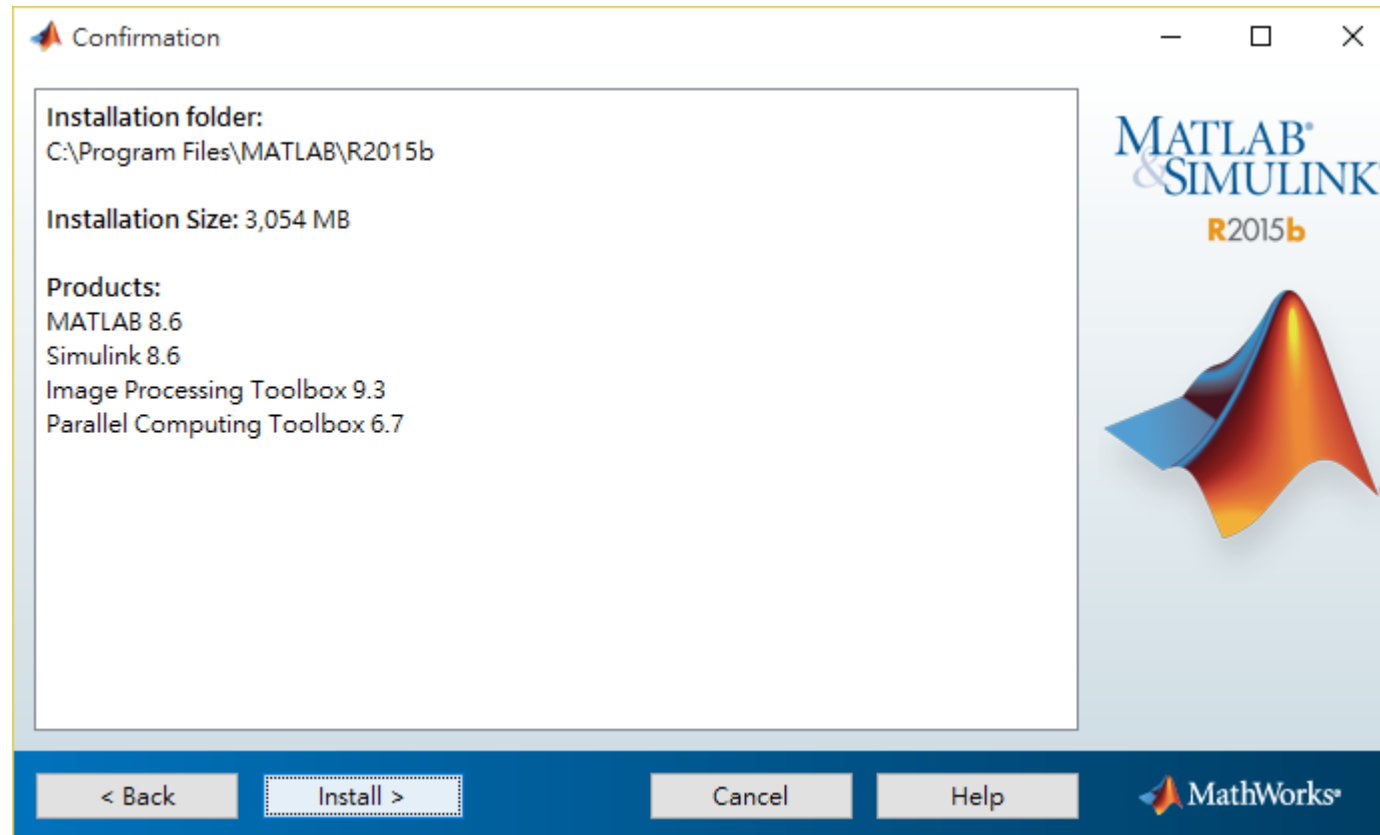 Confirmation
Installation folder:
C:\Program Files\MATLAB\R2015b
Installation Size: 3,054 MB
Products:
MATLAB 8.6
Simulink 8.6
Image Processing Toolbox 9.3
Parallel Computing Toolbox 6.7
MATLAB®
&SIMULINK®
R2015b
< Back
Install >
Cancel
Help
MathWorks®